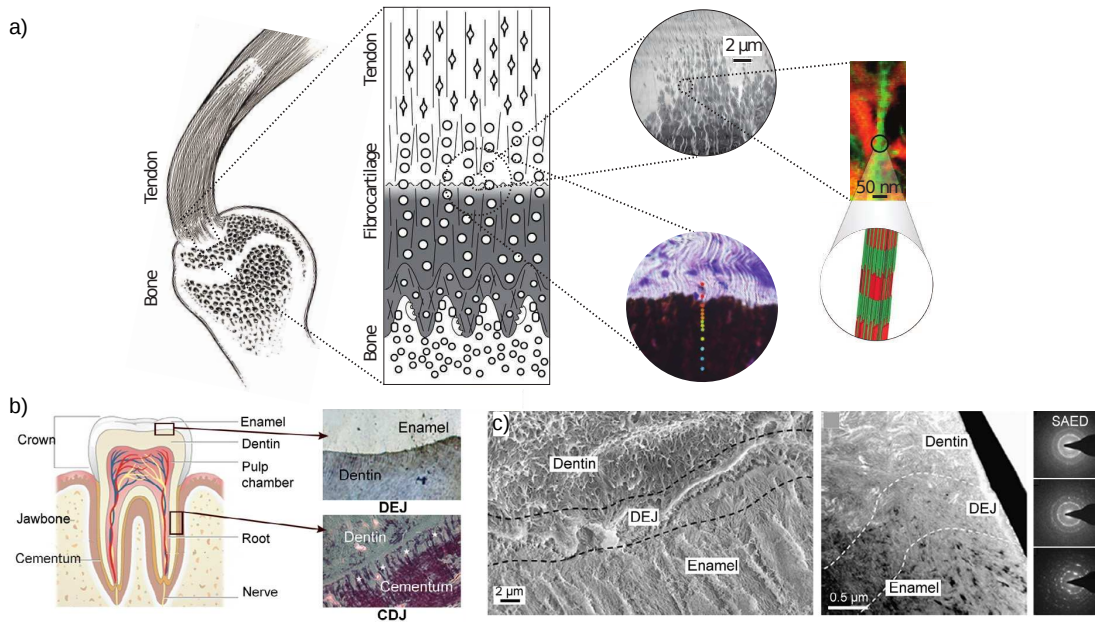 a)
Tendon
Bone
Tendon
Fibrocartilage
Bone
2 µm
50 nm
b)
Crown
Jawbone
Cementum
Enamel
Dentin
Pulp
chamber
Root
Nerve
Enamel
Dentin
DEJ
Dentin
Cementum
CDJ
c)
Dentin
DEJ
Enamel
2 µm
Dentin
DEJ
Enamel
0.5 µm
SAED